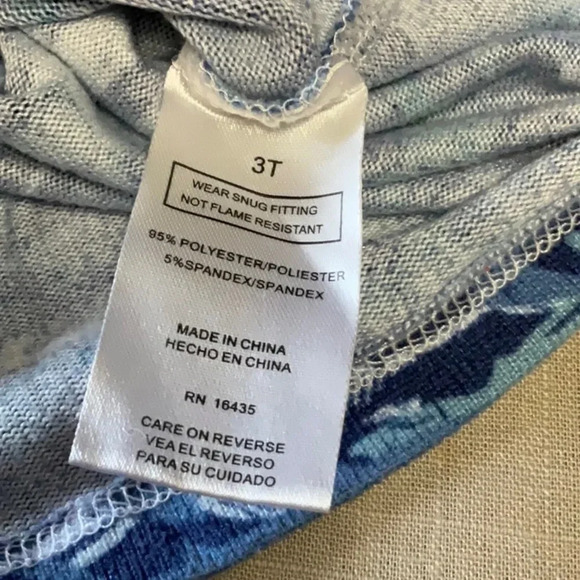 3T
WEAR SNUG FITTING
NOT FLAME RESISTANT
95% POLYESTER/POLIESTER
5%SPANDEX/SPANDEX
MADE IN CHINA
HECHO EN CHINA
RN 16435
CARE ON REVERSE
VEA EL REVERSO
PARA SU CUIDADO